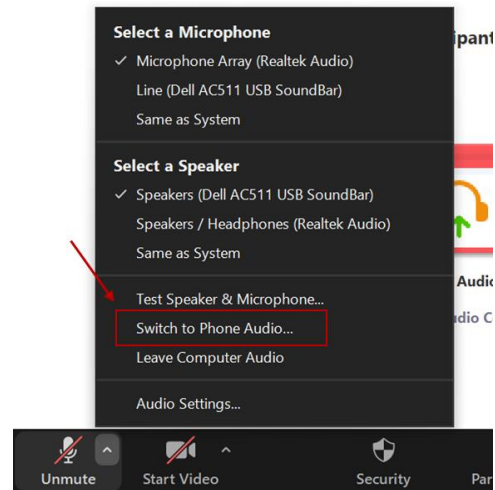 Select a Microphone
Microphone Array (Realtek Audio)
Line (Dell AC511 USB SoundBar)
Same as System
Select a Speaker
Speakers (Dell AC511 USB SoundBar)
Speakers / Headphones (Realtek Audio)
Same as System
Test Speaker & Microphone...
Switch to Phone Audio...
Leave Computer Audio
Audio Settings...
Audio
Unmute
Start Video
Security